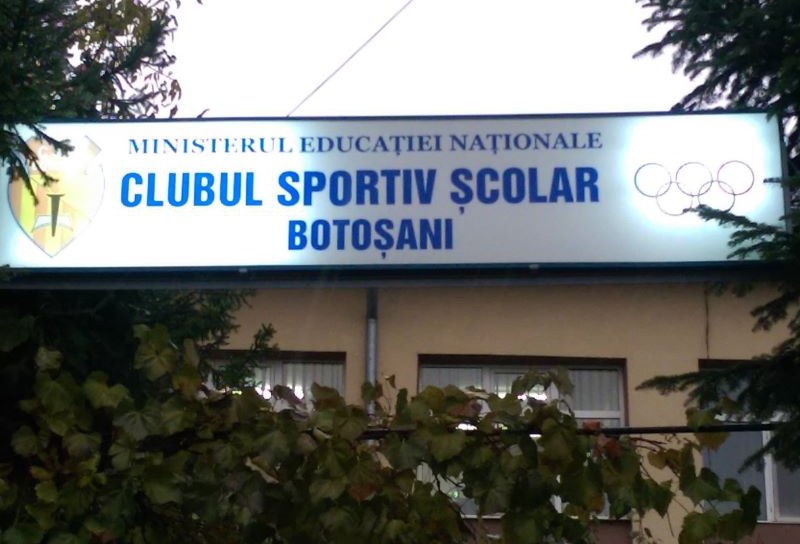 MINISTERUL EDUCAȚIEI NAȚIONALE
CLUBUL SPORTIV ȘCOLAR
BOTOȘANI